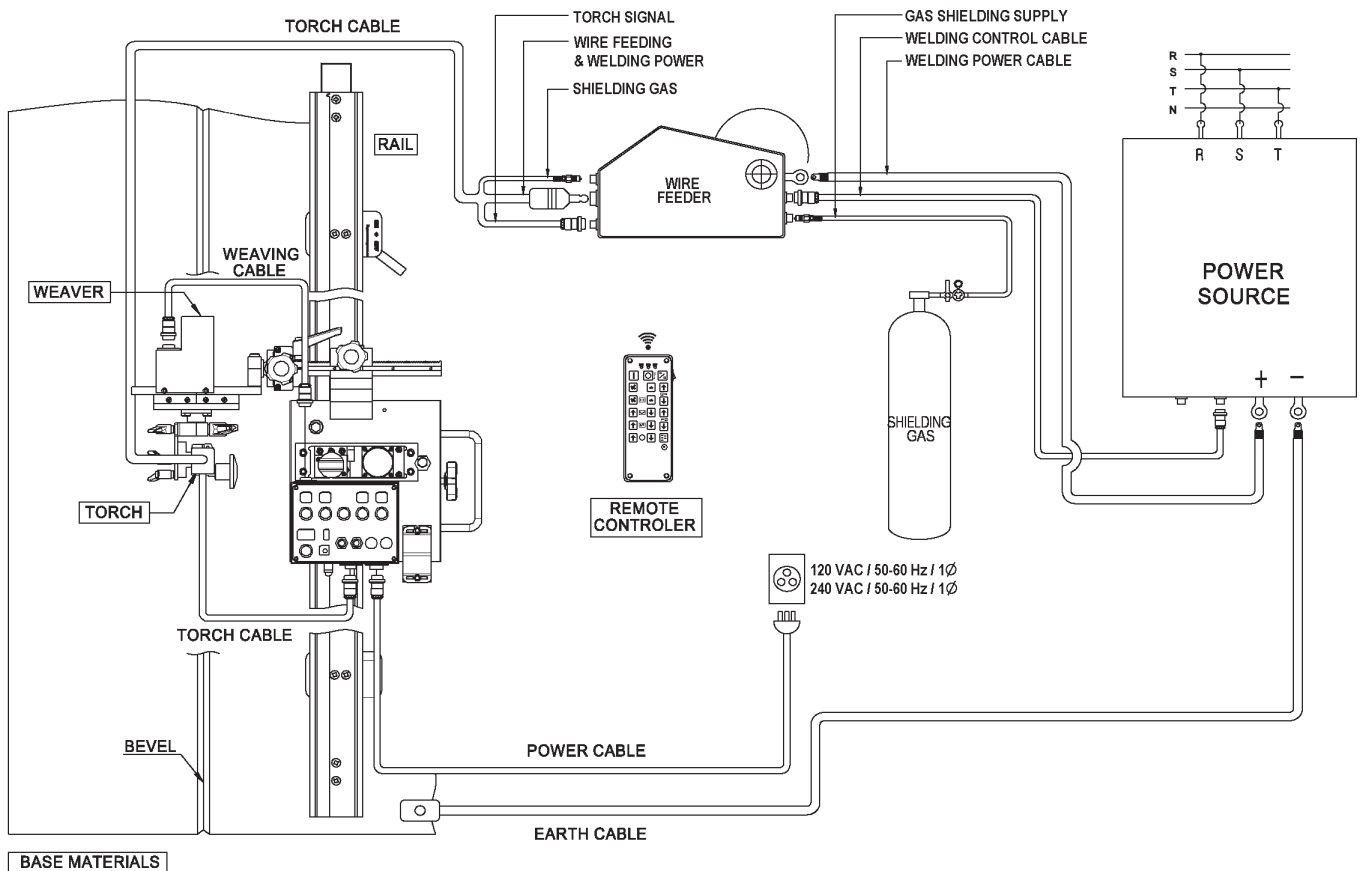 TORCH CABLE
TORCH SIGNAL
WIRE FEEDING
& WELDING POWER
SHIELDING GAS
GAS SHIELDING SUPPLY
WELDING CONTROL CABLE
WELDING POWER CABLE
R
S
T
N
R S T
RAIL
WIRE
FEEDER
WEAVING
CABLE
WEAVER
POWER
SOURCE
+ −
SHIELDING
GAS
TORCH
REMOTE
CONTROLER
120 VAC / 50-60 Hz / 1Ø
240 VAC / 50-60 Hz / 1Ø
TORCH CABLE
BEVEL
POWER CABLE
EARTH CABLE
BASE MATERIALS